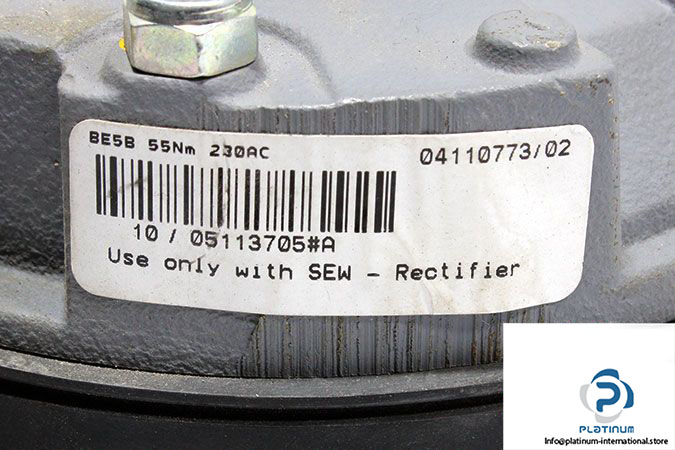 BE5B 55Nm 230AC
04110773/02
10 / 05113705#A
Use only with SEW - Rectifier
PLATINUM
Info@platinum-international.store